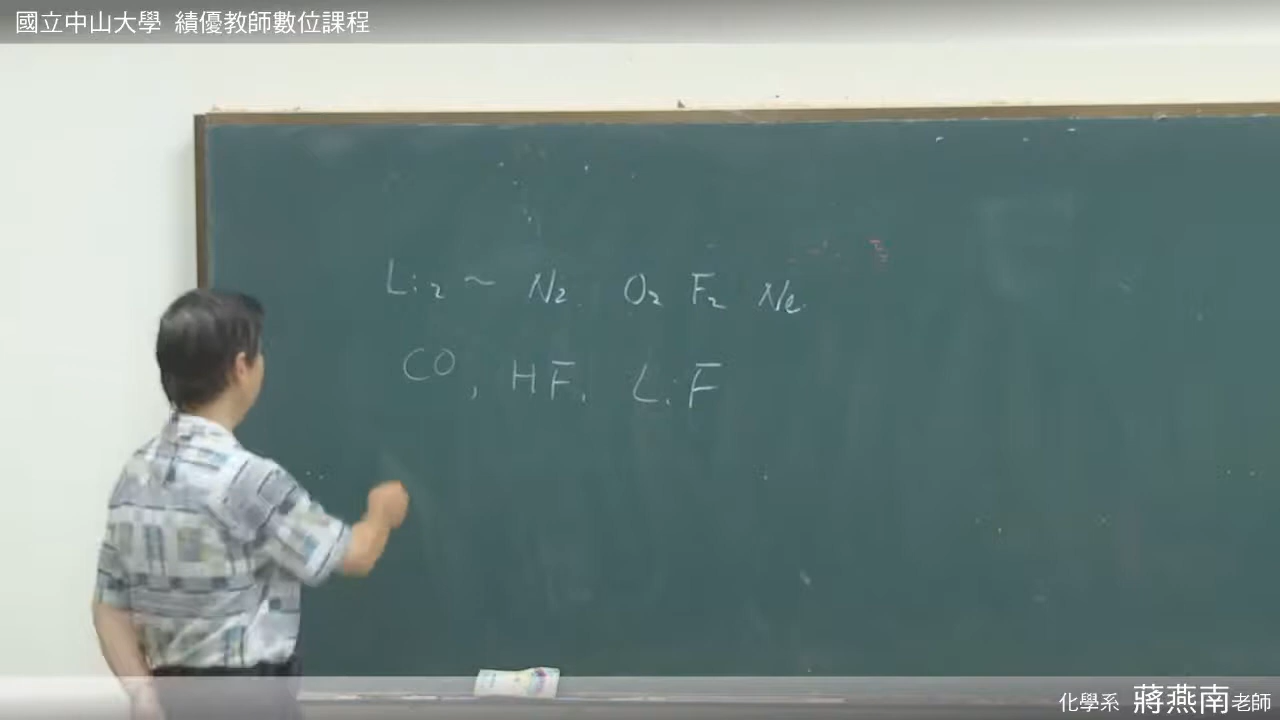 國立中山大學 績優教師數位課程
Li₂ ~ N₂. O₂ F₂ Ne.
CO, HF, LiF
化學系 蔣燕南老師